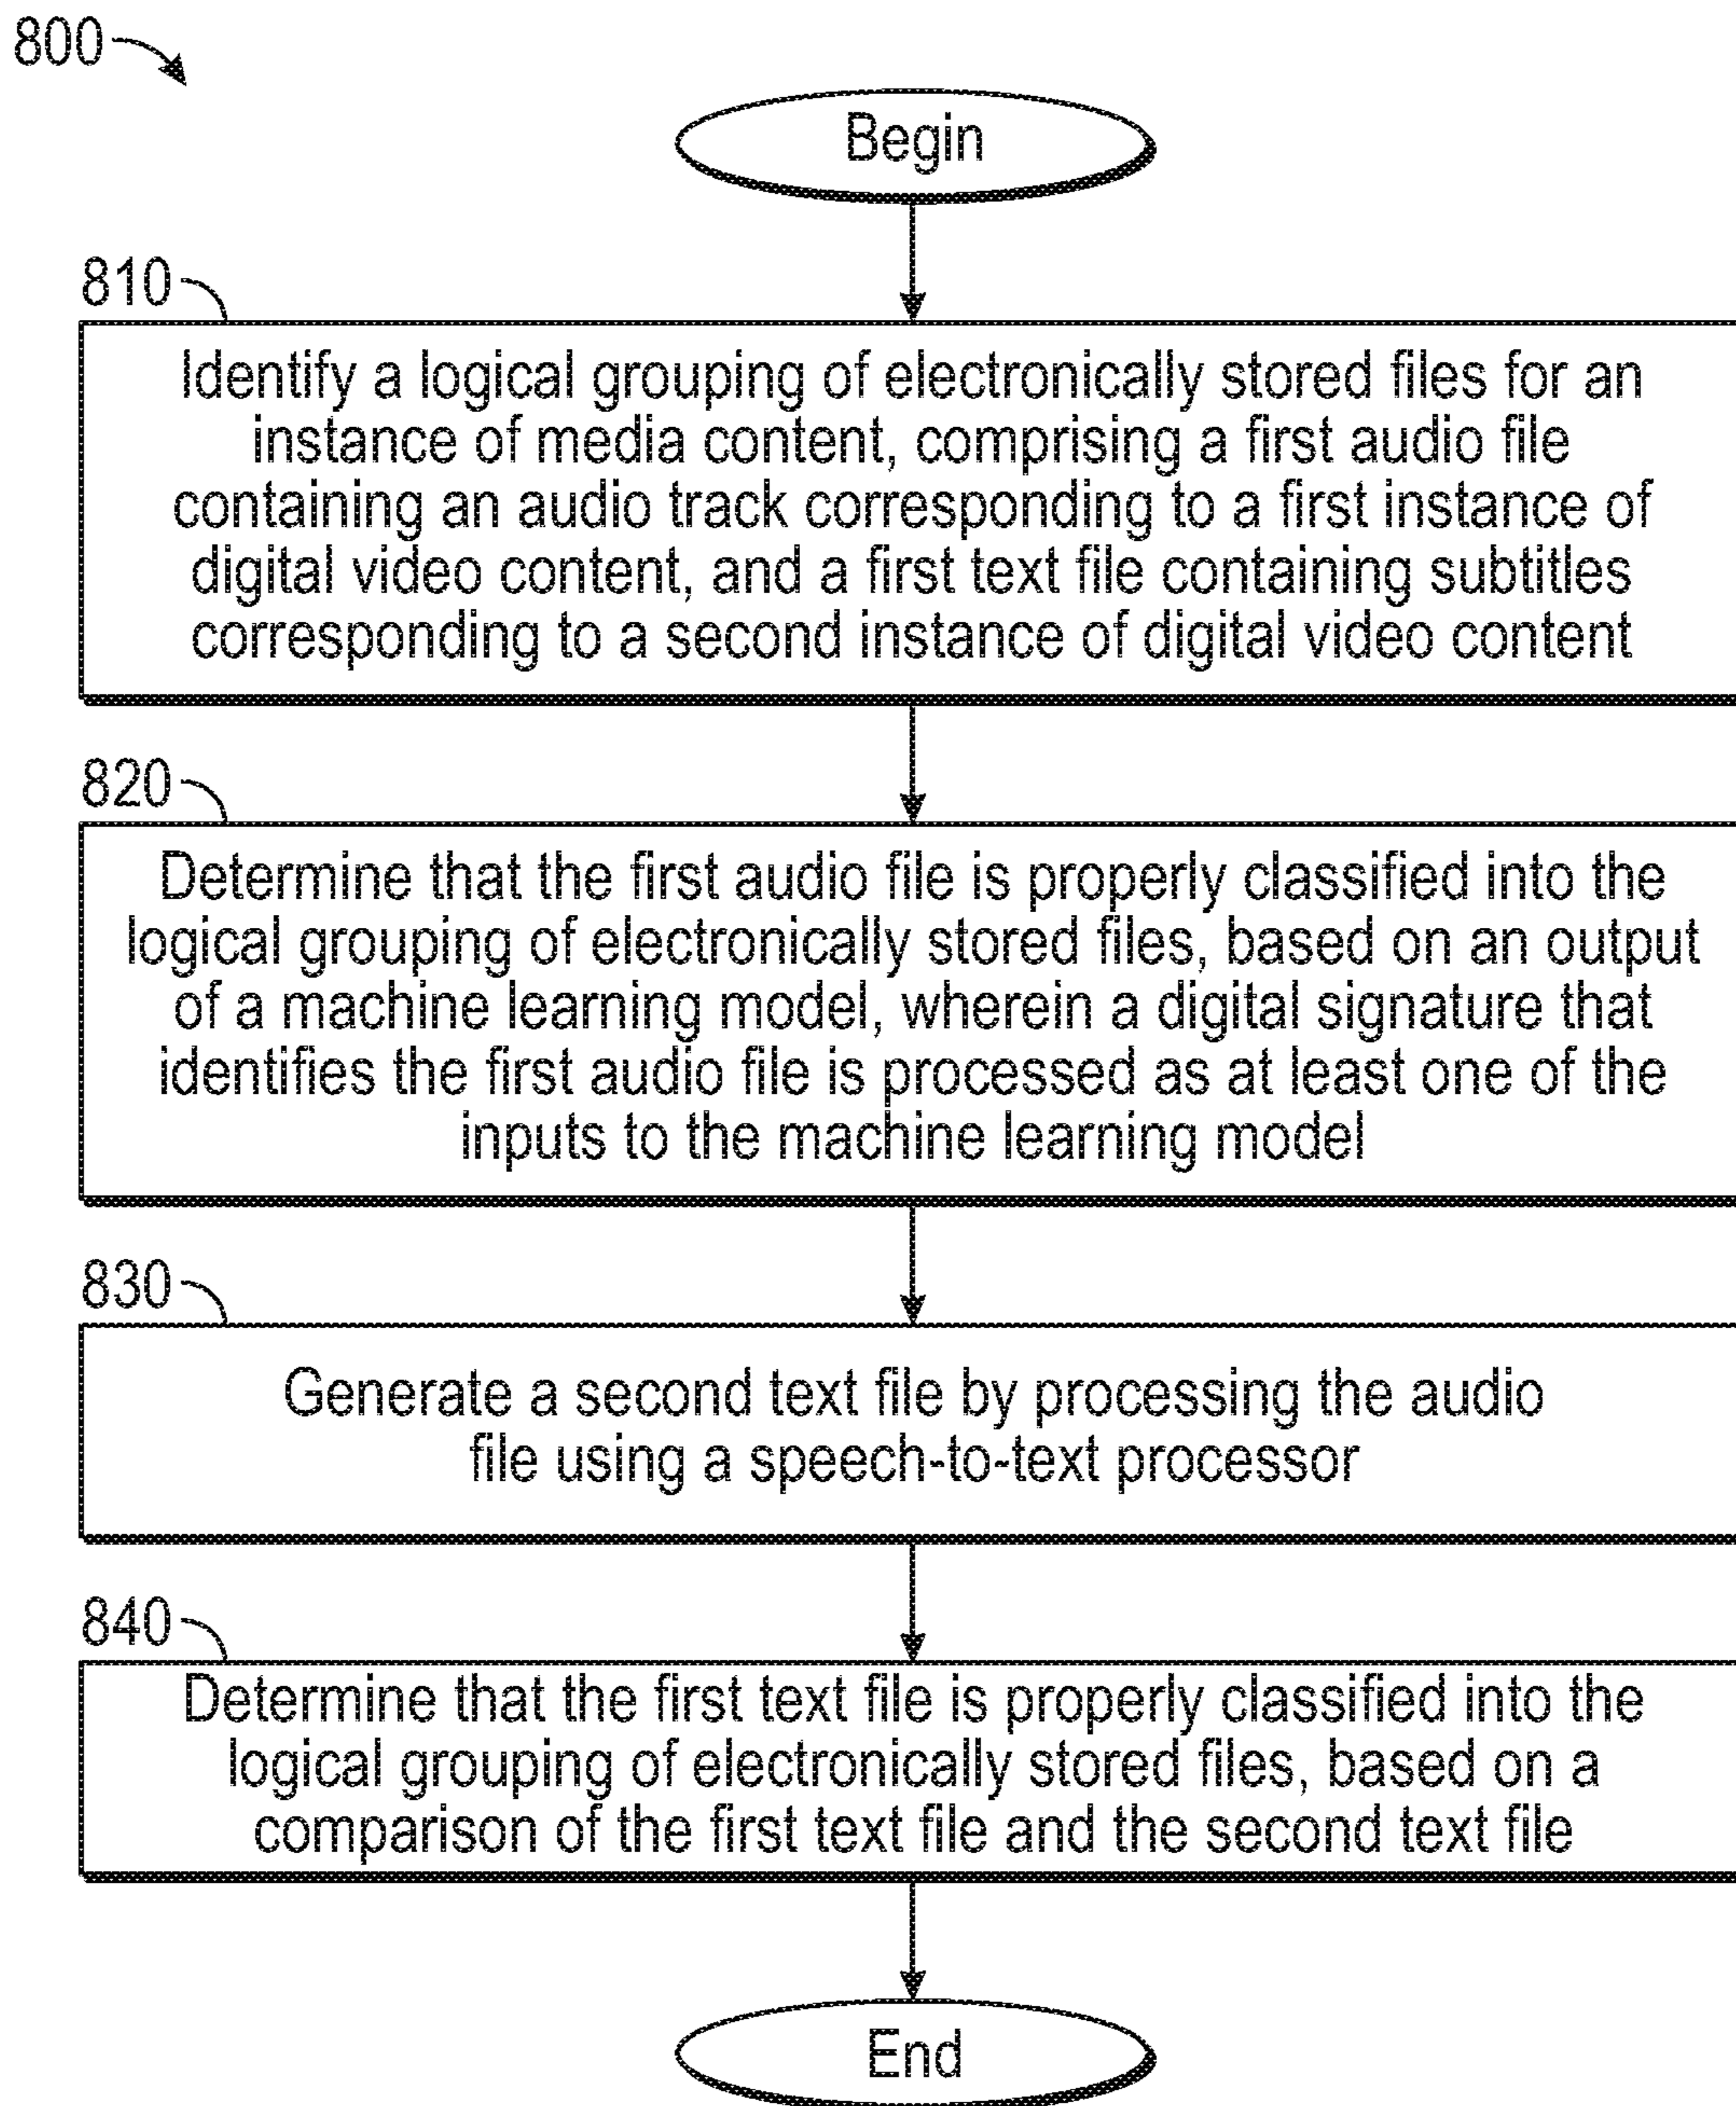 800
Begin
810
Identify a logical grouping of electronically stored files for an
instance of media content, comprising a first audio file
containing an audio track corresponding to a first instance of
digital video content, and a first text file containing subtitles
corresponding to a second instance of digital video content
820
Determine that the first audio file is properly classified into the
logical grouping of electronically stored files, based on an output
of a machine learning model, wherein a digital signature that
identifies the first audio file is processed as at least one of the
inputs to the machine learning model
830
Generate a second text file by processing the audio
file using a speech-to-text processor
840
Determine that the first text file is properly classified into the
logical grouping of electronically stored files, based on a
comparison of the first text file and the second text file
End